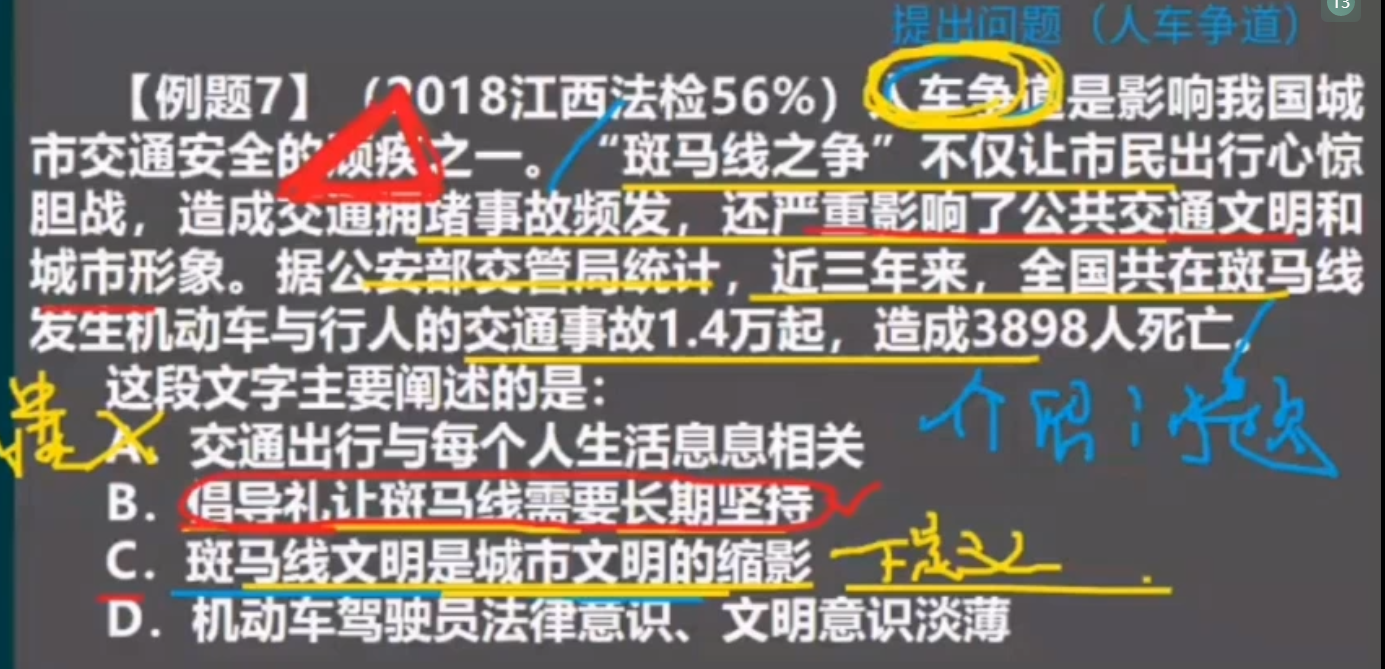 13
提出问题（人车争道）
【例题7】（2018江西法检56%）人车争道是影响我国城
市交通安全的顽疾之一。“斑马线之争”不仅让市民出行心惊
胆战，造成交通拥堵事故频发，还严重影响了公共交通文明和
城市形象。据公安部交管局统计，近三年来，全国共在斑马线
发生机动车与行人的交通事故1.4万起，造成3898人死亡。
这段文字主要阐述的是：
介绍问题
A．交通出行与每个人生活息息相关
B．倡导礼让斑马线需要长期坚持
C．斑马线文明是城市文明的缩影
下定义
D．机动车驾驶员法律意识、文明意识淡薄